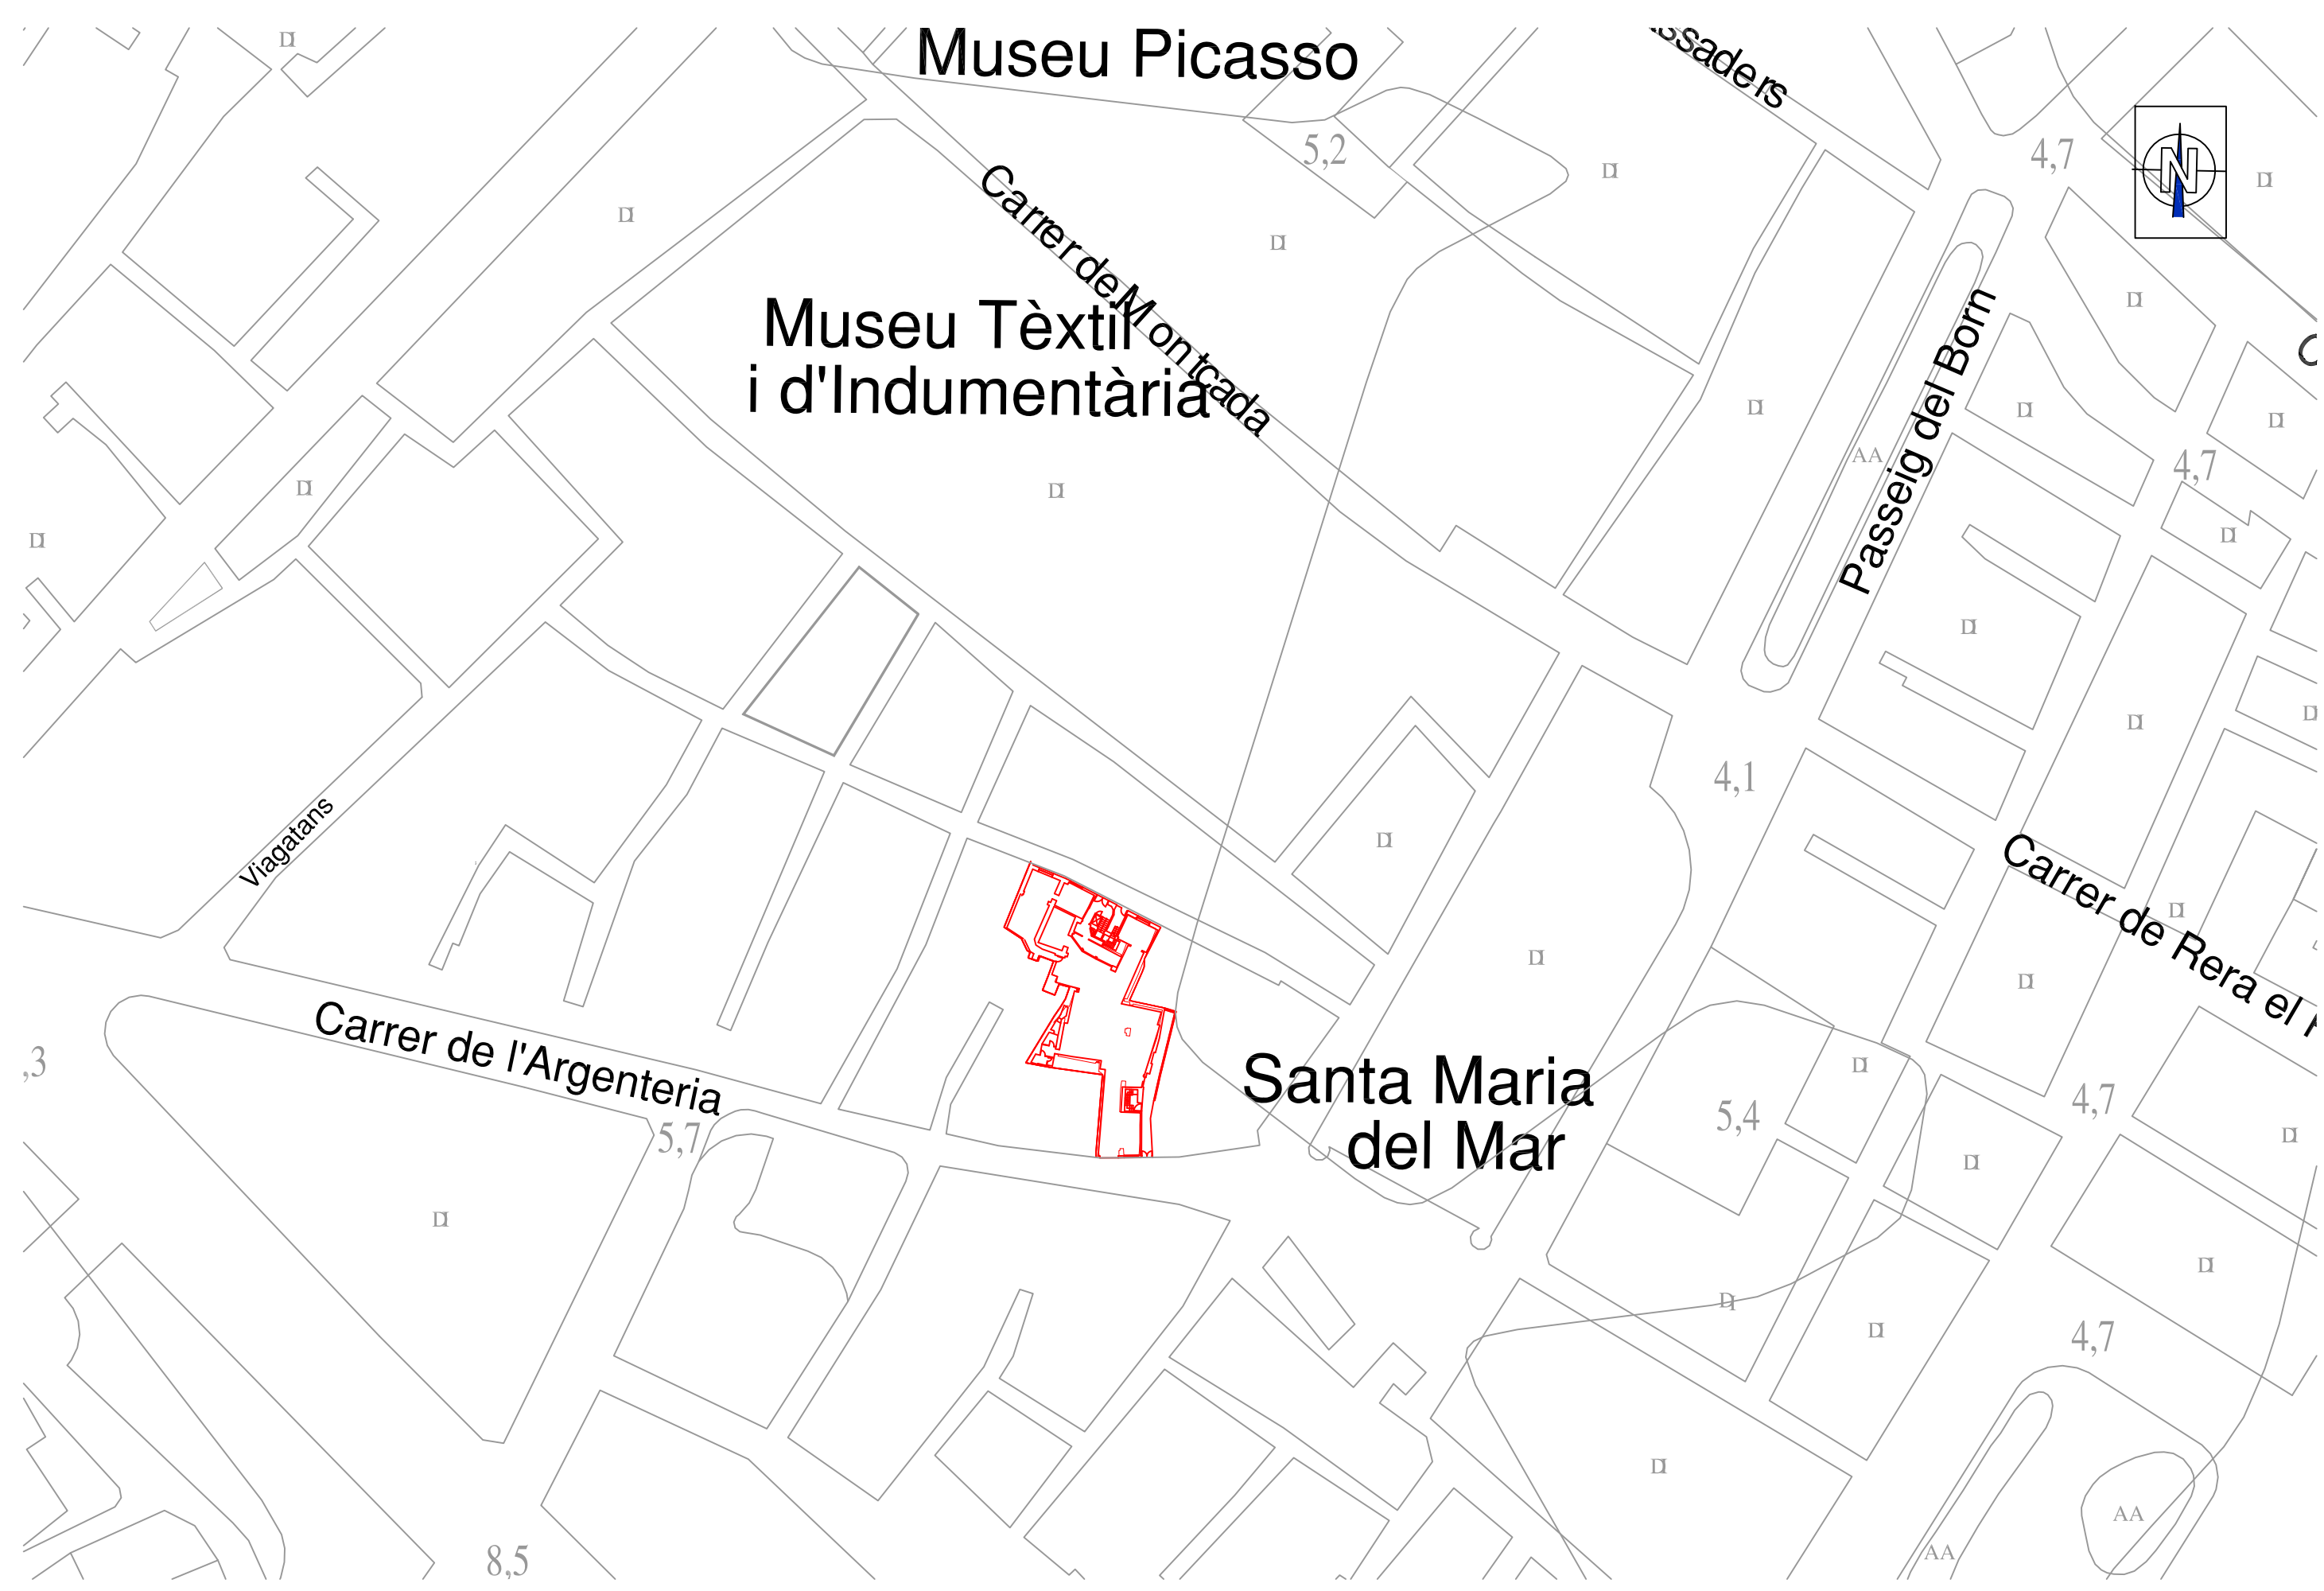 Museu Picasso
ssaders
5,2
4,7
N
Carrer de Montcada
Museu Tèxtil
i d'Indumentària
Passeig del Born
AA
4,7
4,1
Viagatans
Carrer de Rera el
Carrer de l'Argenteria
,3
Santa Maria
del Mar
5,7
5,4
4,7
4,7
AA
AA
8,5